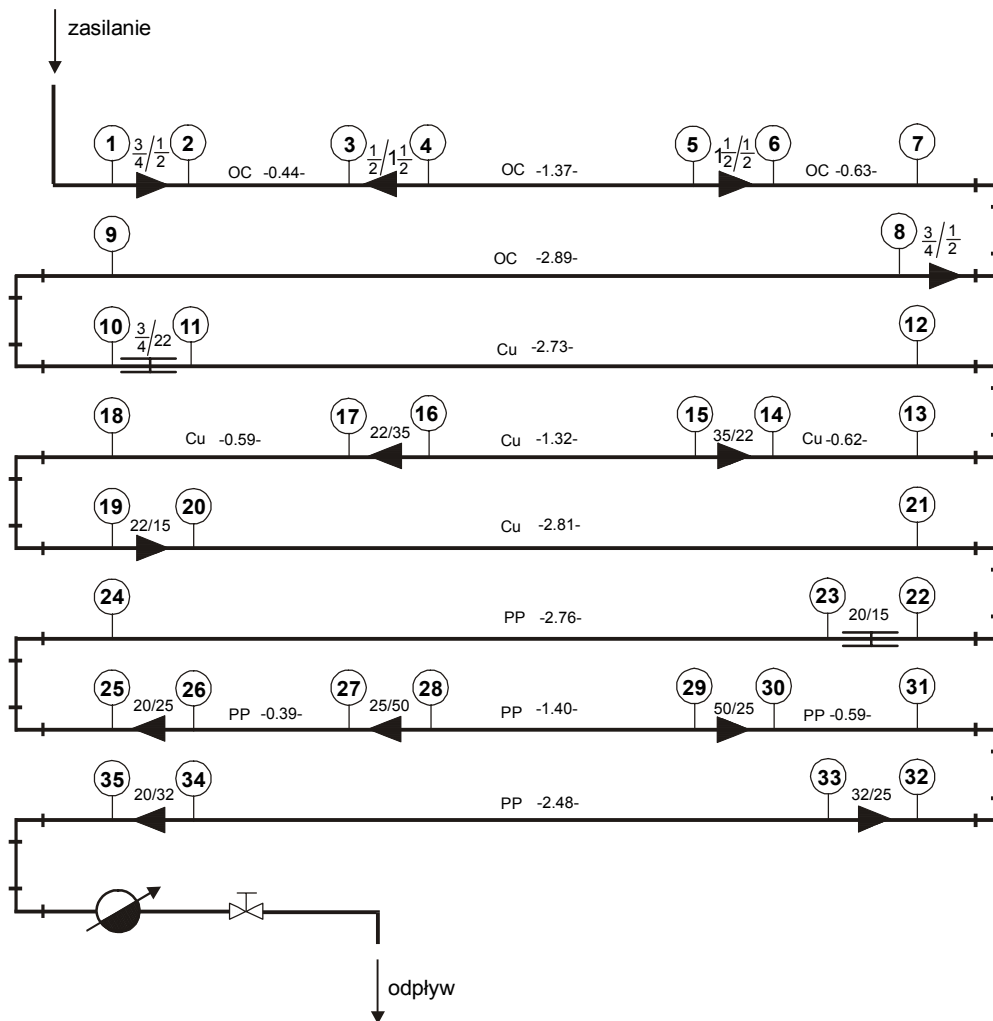 zasilanie
1 3/4/1/2 2 3 1/2/1 1/2 4 5 1 1/2/1/2 6 7
OC -0.44- OC -1.37- OC -0.63-
9 8 3/4/1/2
OC -2.89-
10 3/4/22 11 12
Cu -2.73-
18 17 22/35 16 15 35/22 14 13
Cu -0.59- Cu -1.32- Cu -0.62-
19 22/15 20 21
Cu -2.81-
24 23 20/15 22
PP -2.76-
25 20/25 26 27 25/50 28 29 50/25 30 31
PP -0.39- PP -1.40- PP -0.59-
35 20/32 34 33 32/25 32
PP -2.48-
odpływ